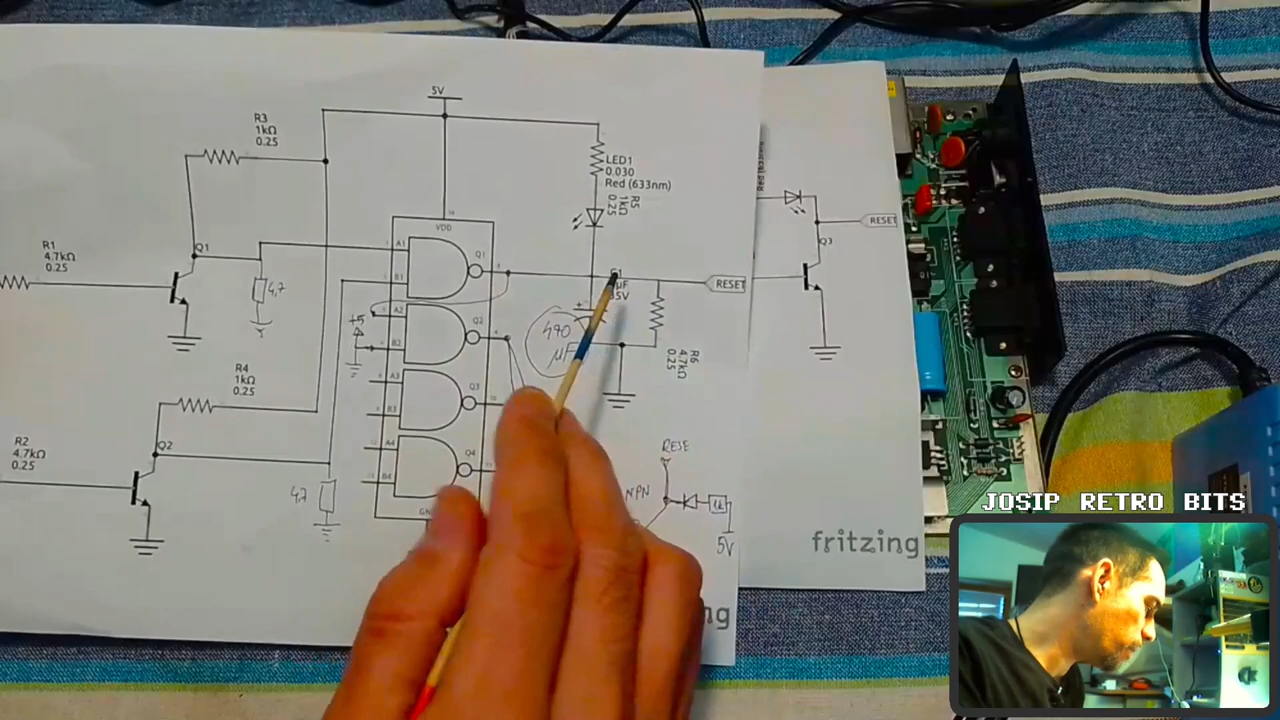 5V
R3
1kΩ
0.25
LED1
0.030
Red (633nm)
R5
1kΩ
0.25
VDD
R1
4.7kΩ
0.25
Q1
A1
Q1
B1
4,7
RESET
RESET
Q3
+5
A2
Q2
B2
490
µF
R6
4.7kΩ
0.25
R4
1kΩ
0.25
A3
Q3
B3
R2
4.7kΩ
0.25
Q2
A4
Q4
B4
4,7
RESE
NPN
1k
5V
fritzing
JOSIP RETRO BITS